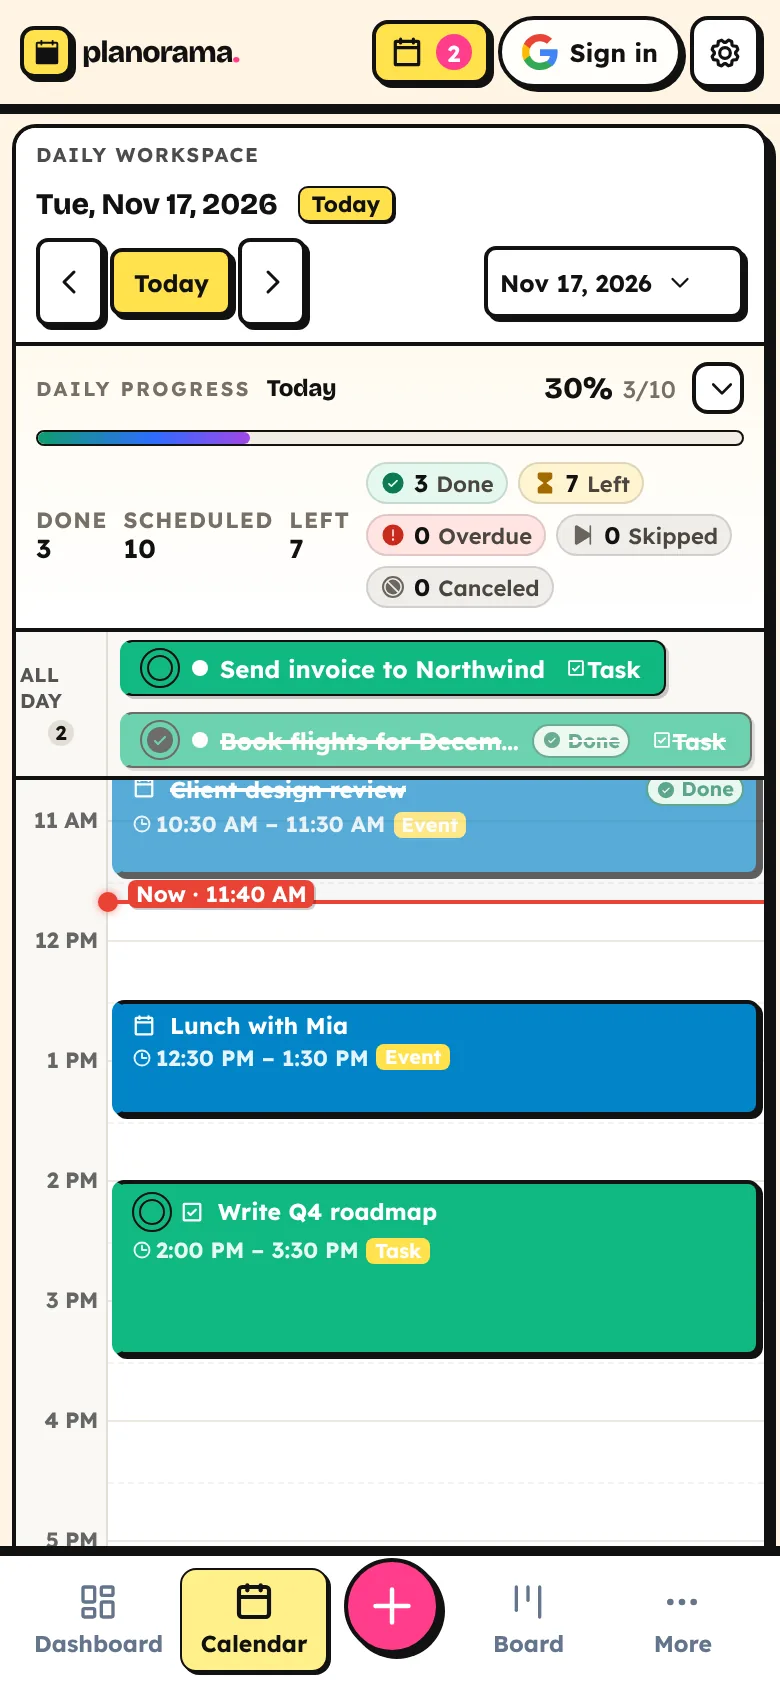 planorama.
2
Sign in
DAILY WORKSPACE
Tue, Nov 17, 2026
Today
Today
Nov 17, 2026
DAILY PROGRESS Today
30% 3/10
3 Done
7 Left
DONE SCHEDULED LEFT
3 10 7
0 Overdue
0 Skipped
0 Canceled
ALL DAY
2
Send invoice to Northwind
Task
Book flights for Decem...
Done
Task
Client design review
Done
11 AM
10:30 AM – 11:30 AM Event
Now · 11:40 AM
12 PM
Lunch with Mia
1 PM
12:30 PM – 1:30 PM Event
2 PM
Write Q4 roadmap
2:00 PM – 3:30 PM Task
3 PM
4 PM
5 PM
Dashboard
Calendar
Board
More